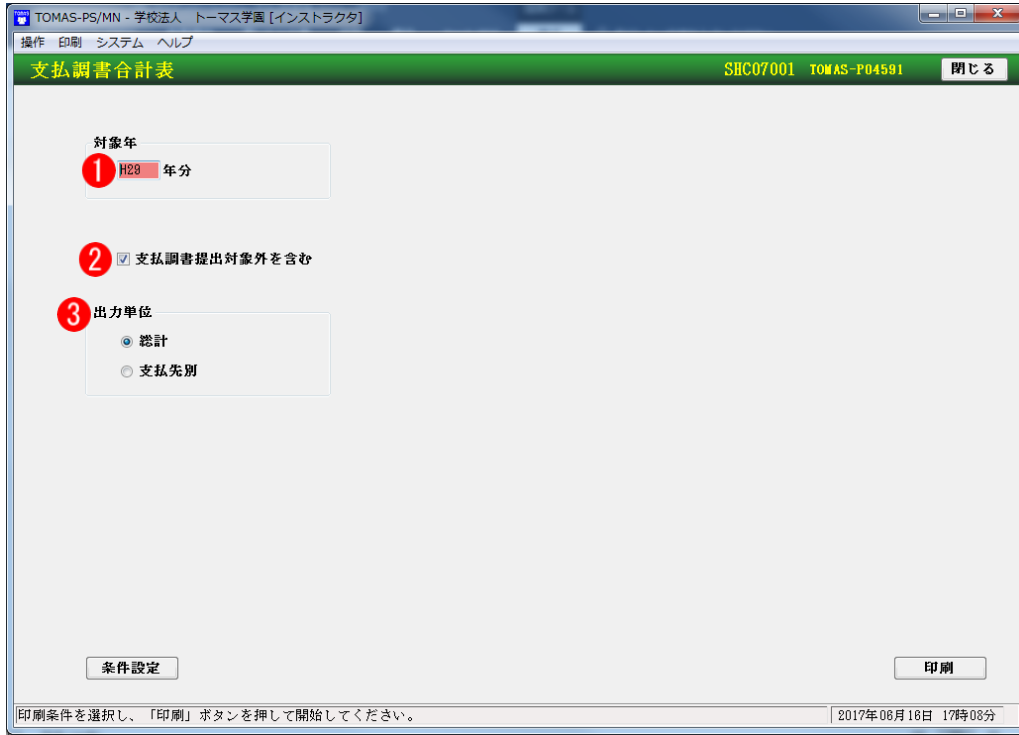 TOMAS-PS/MN - 学校法人　トーマス学園 [インストラクタ]
操作 印刷 システム ヘルプ
支払調書合計表 SHC07001 TOMAS-P04591 閉じる
対象年
1 H29 年分
2 支払調書提出対象外を含む
3 出力単位
総計
支払先別
条件設定 印刷
印刷条件を選択し、「印刷」ボタンを押して開始してください。 2017年06月16日 17時08分